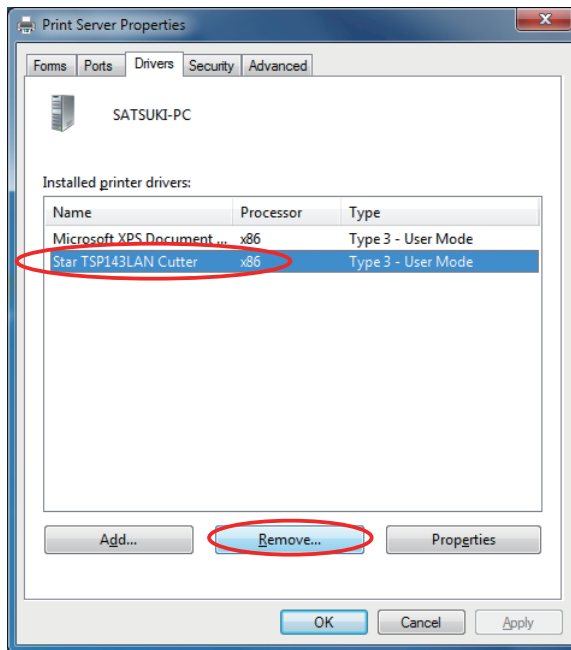 Print Server Properties
Forms Ports Drivers Security Advanced
SATSUKI-PC
Installed printer drivers:
Name Processor Type
Microsoft XPS Document ... x86 Type 3 - User Mode
Star TSP143LAN Cutter x86 Type 3 - User Mode
Add... Remove... Properties
OK Cancel Apply